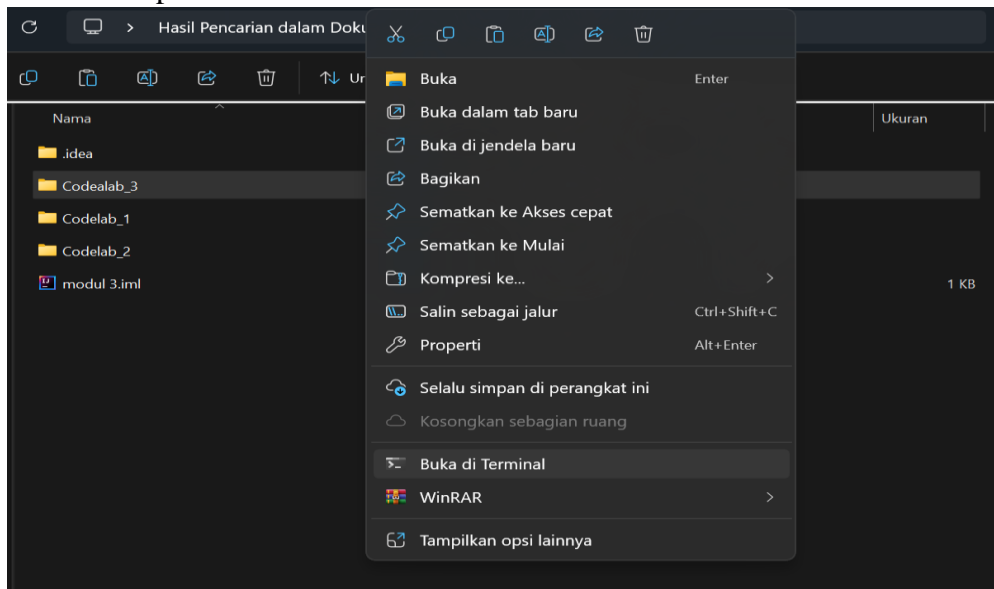 Hasil Pencarian dalam Doku
Ur
Nama
Ukuran
.idea
Codealab_3
Codelab_1
Codelab_2
modul 3.iml
1 KB
Buka Enter
Buka dalam tab baru
Buka di jendela baru
Bagikan
Sematkan ke Akses cepat
Sematkan ke Mulai
Kompresi ke...
Salin sebagai jalur Ctrl+Shift+C
Properti Alt+Enter
Selalu simpan di perangkat ini
Kosongkan sebagian ruang
Buka di Terminal
WinRAR
Tampilkan opsi lainnya